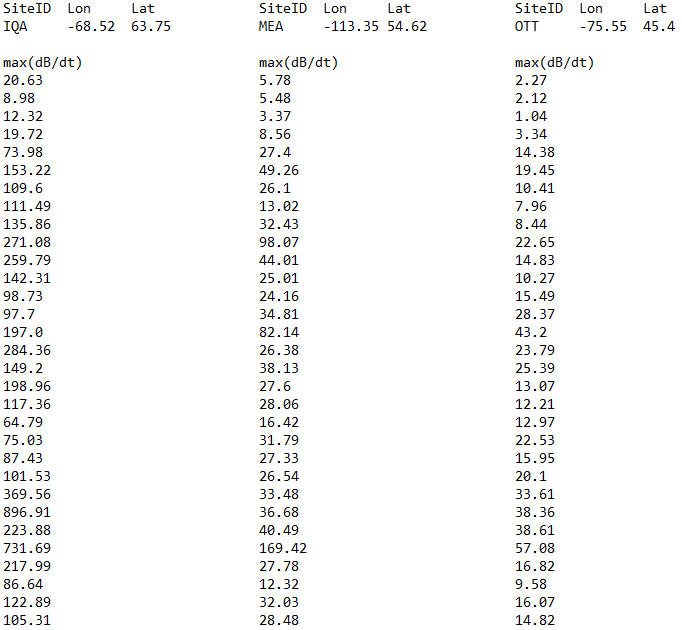 SiteID Lon Lat SiteID Lon Lat SiteID Lon Lat
IQA -68.52 63.75 MEA -113.35 54.62 OTT -75.55 45.4
max(dB/dt) max(dB/dt) max(dB/dt)
20.63 5.78 2.27
8.98 5.48 2.12
12.32 3.37 1.04
19.72 8.56 3.34
73.98 27.4 14.38
153.22 49.26 19.45
109.6 26.1 10.41
111.49 13.02 7.96
135.86 32.43 8.44
271.08 98.07 22.65
259.79 44.01 14.83
142.31 25.01 10.27
98.73 24.16 15.49
97.7 34.81 28.37
197.0 82.14 43.2
284.36 26.38 23.79
149.2 38.13 25.39
198.96 27.6 13.07
117.36 28.06 12.21
64.79 16.42 12.97
75.03 31.79 22.53
87.43 27.33 15.95
101.53 26.54 20.1
369.56 33.48 33.61
896.91 36.68 38.36
223.88 40.49 38.61
731.69 169.42 57.08
217.99 27.78 16.82
86.64 12.32 9.58
122.89 32.03 16.07
105.31 28.48 14.82